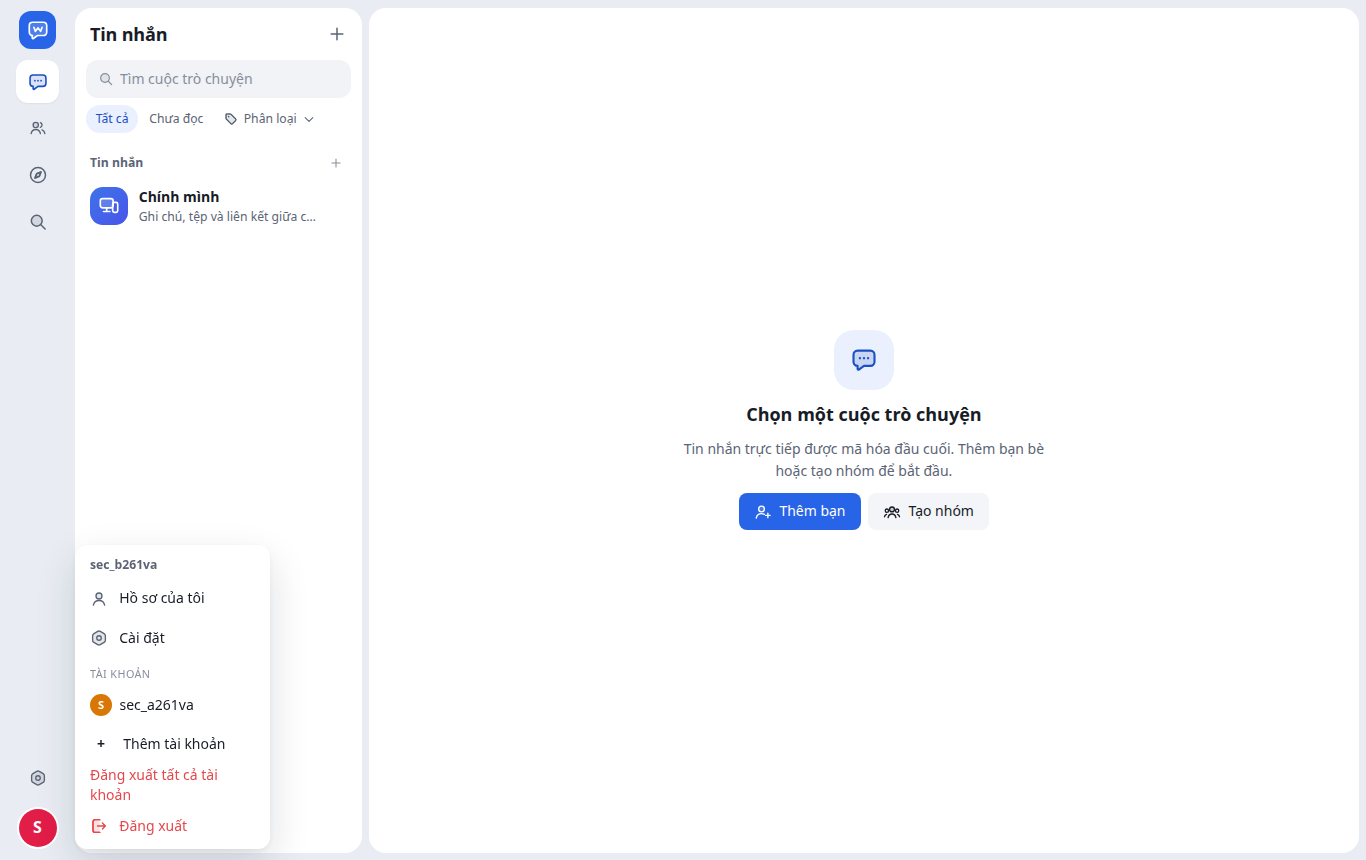 Tin nhắn
Tìm cuộc trò chuyện
Tất cả
Chưa đọc
Phân loại
Tin nhắn
Chính mình
Ghi chú, tệp và liên kết giữa c...
Chọn một cuộc trò chuyện
Tin nhắn trực tiếp được mã hóa đầu cuối. Thêm bạn bè
hoặc tạo nhóm để bắt đầu.
Thêm bạn
Tạo nhóm
sec_b261va
Hồ sơ của tôi
Cài đặt
TÀI KHOẢN
S
sec_a261va
+ Thêm tài khoản
Đăng xuất tất cả tài
khoản
Đăng xuất
S